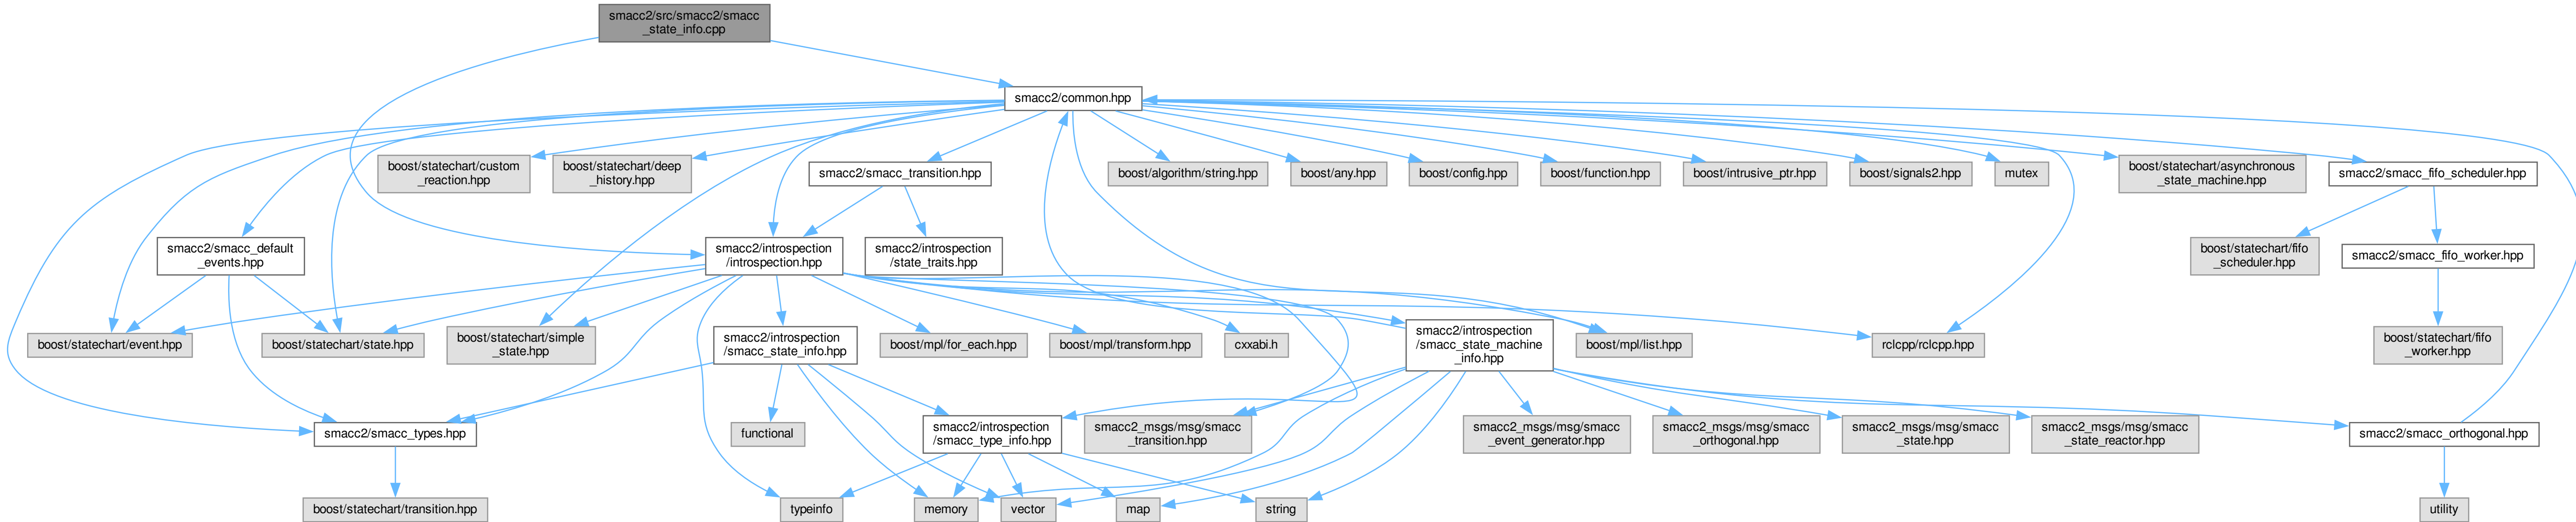 smacc2/src/smacc2/smacc
_state_info.cpp
smacc2/common.hpp
boost/statechart/custom
_reaction.hpp
boost/statechart/deep
_history.hpp
smacc2/smacc_transition.hpp
boost/algorithm/string.hpp
boost/any.hpp
boost/config.hpp
boost/function.hpp
boost/intrusive_ptr.hpp
boost/signals2.hpp
mutex
boost/statechart/asynchronous
_state_machine.hpp
smacc2/smacc_fifo_scheduler.hpp
smacc2/smacc_default
_events.hpp
smacc2/introspection
/introspection.hpp
smacc2/introspection
/state_traits.hpp
boost/statechart/fifo
_scheduler.hpp
smacc2/smacc_fifo_worker.hpp
boost/statechart/event.hpp
boost/statechart/state.hpp
boost/statechart/simple
_state.hpp
smacc2/introspection
/smacc_state_info.hpp
boost/mpl/for_each.hpp
boost/mpl/transform.hpp
cxxabi.h
smacc2/introspection
/smacc_state_machine
_info.hpp
boost/mpl/list.hpp
rclcpp/rclcpp.hpp
boost/statechart/fifo
_worker.hpp
smacc2/smacc_types.hpp
functional
smacc2/introspection
/smacc_type_info.hpp
smacc2_msgs/msg/smacc
_transition.hpp
smacc2_msgs/msg/smacc
_event_generator.hpp
smacc2_msgs/msg/smacc
_orthogonal.hpp
smacc2_msgs/msg/smacc
_state.hpp
smacc2_msgs/msg/smacc
_state_reactor.hpp
smacc2/smacc_orthogonal.hpp
boost/statechart/transition.hpp
typeinfo
memory
vector
map
string
utility